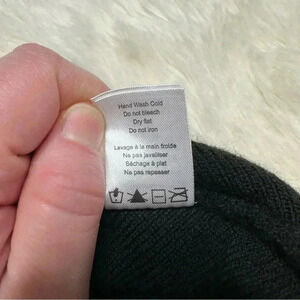 Hand Wash Cold
Do not bleach
Dry flat
Do not iron
Lavage à la main froide
Ne pas javaliser
Séchage à plat
Ne pas repasser